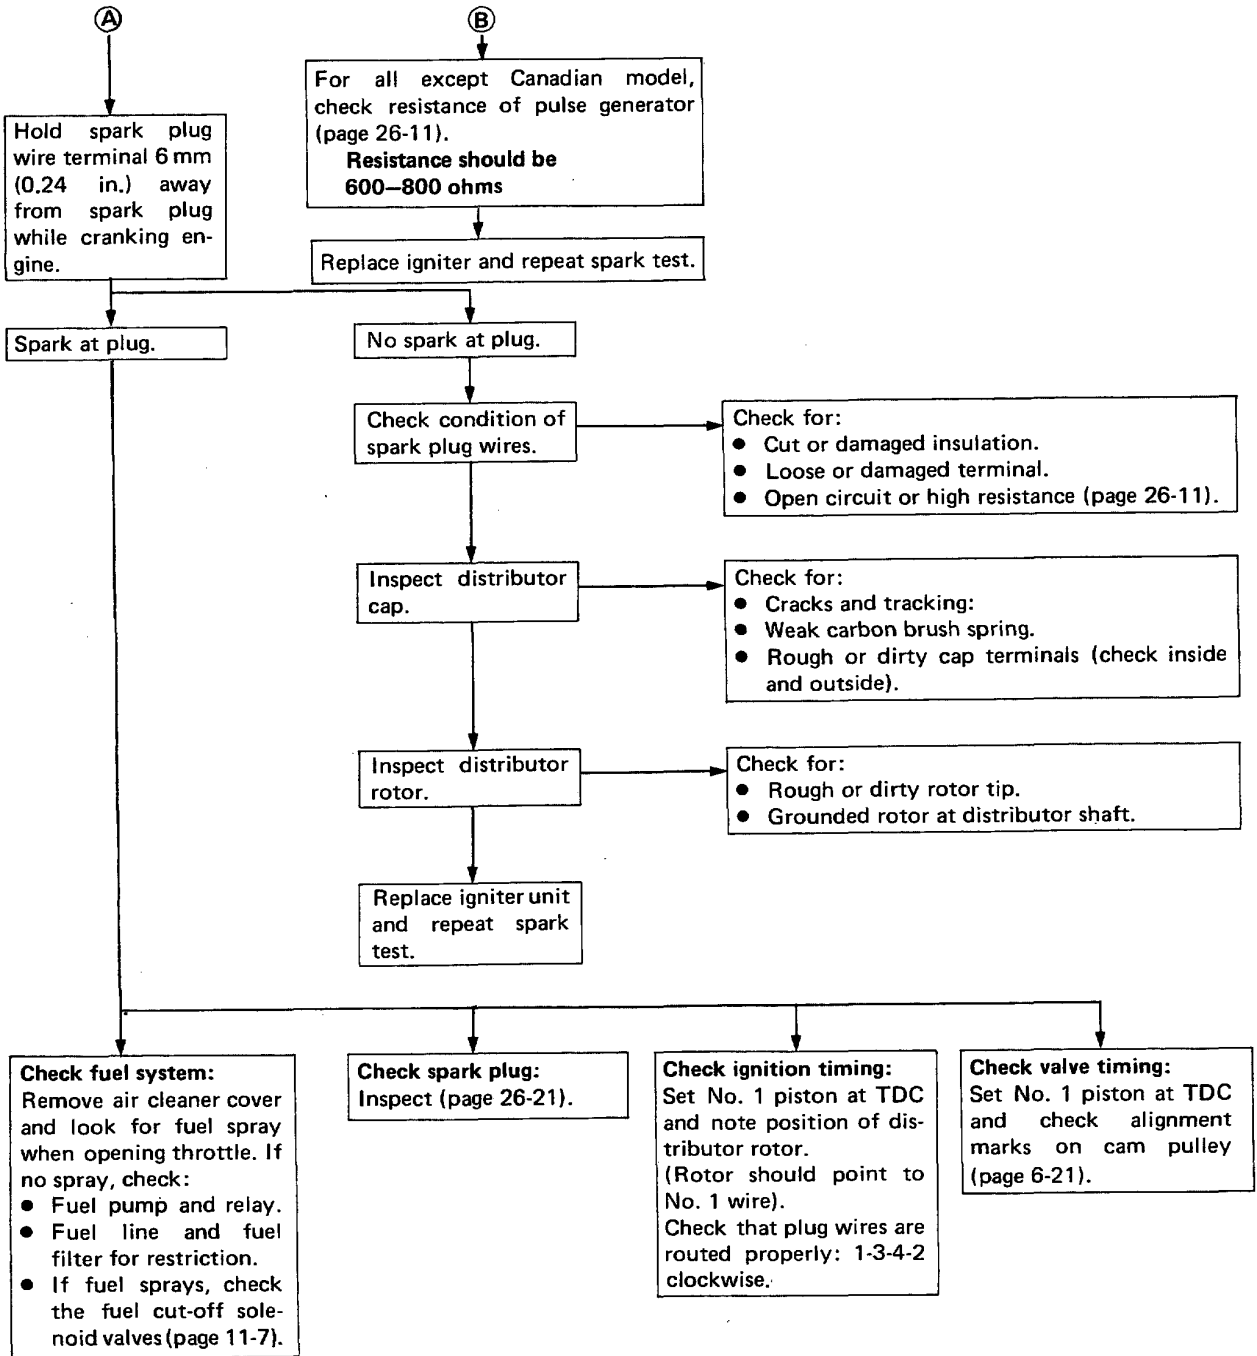 A
B
For all except Canadian model,
check resistance of pulse generator
(page 26-11).
Resistance should be
600—800 ohms
Hold spark plug
wire terminal 6 mm
(0.24 in.) away
from spark plug
while cranking en-
gine.
Replace igniter and repeat spark test.
Spark at plug.
No spark at plug.
Check condition of
spark plug wires.
Check for:
● Cut or damaged insulation.
● Loose or damaged terminal.
● Open circuit or high resistance (page 26-11).
Inspect distributor
cap.
Check for:
● Cracks and tracking:
● Weak carbon brush spring.
● Rough or dirty cap terminals (check inside
and outside).
Inspect distributor
rotor.
Check for:
● Rough or dirty rotor tip.
● Grounded rotor at distributor shaft.
Replace igniter unit
and repeat spark
test.
Check fuel system:
Remove air cleaner cover
and look for fuel spray
when opening throttle. If
no spray, check:
● Fuel pump and relay.
● Fuel line and fuel
filter for restriction.
● If fuel sprays, check
the fuel cut-off sole-
noid valves (page 11-7).
Check spark plug:
Inspect (page 26-21).
Check ignition timing:
Set No. 1 piston at TDC
and note position of dis-
tributor rotor.
(Rotor should point to
No. 1 wire).
Check that plug wires are
routed properly: 1-3-4-2
clockwise.
Check valve timing:
Set No. 1 piston at TDC
and check alignment
marks on cam pulley
(page 6-21).